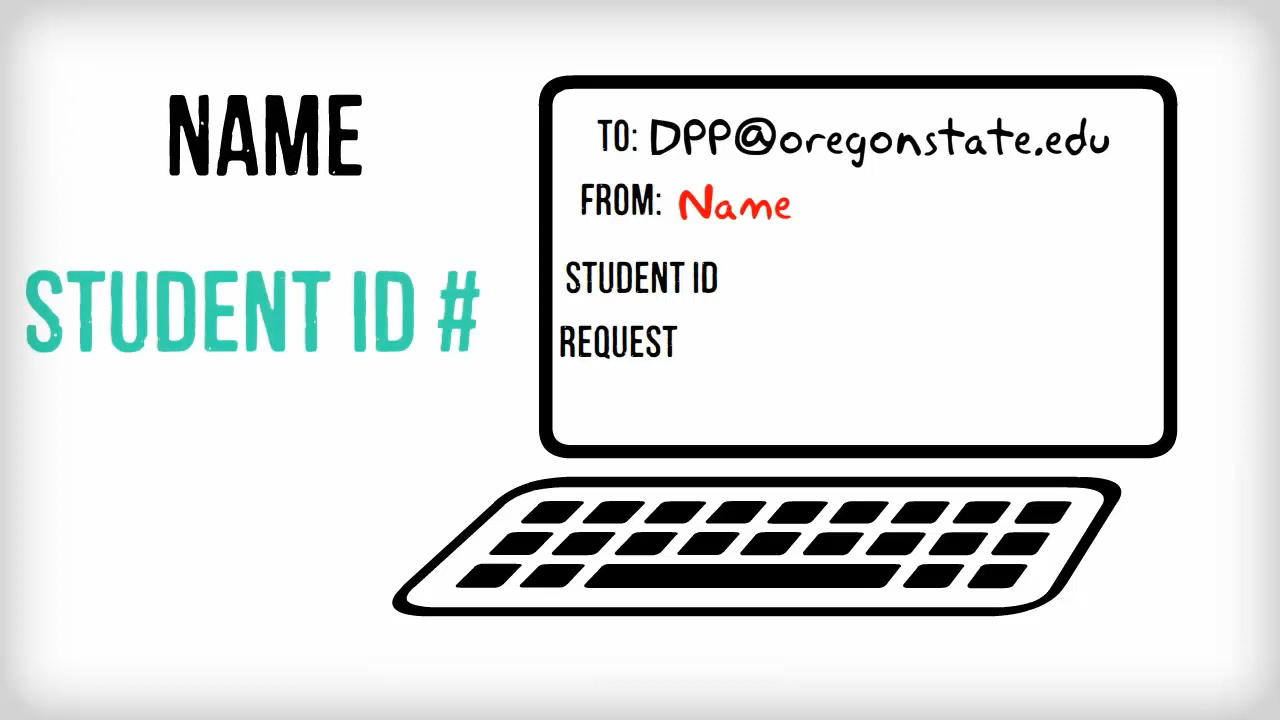 NAME
STUDENT ID #
TO: DPP@oregonstate.edu
FROM: Name
STUDENT ID
REQUEST